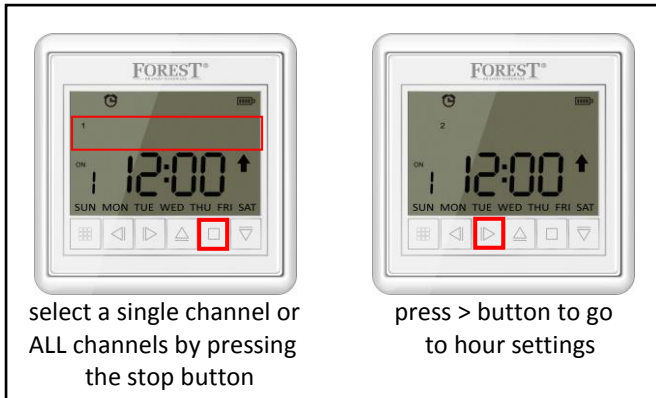 FOREST®
1
ON
1 12:00
SUN MON TUE WED THU FRI SAT
select a single channel or
ALL channels by pressing
the stop button
FOREST®
2
ON
1 12:00
SUN MON TUE WED THU FRI SAT
press > button to go
to hour settings